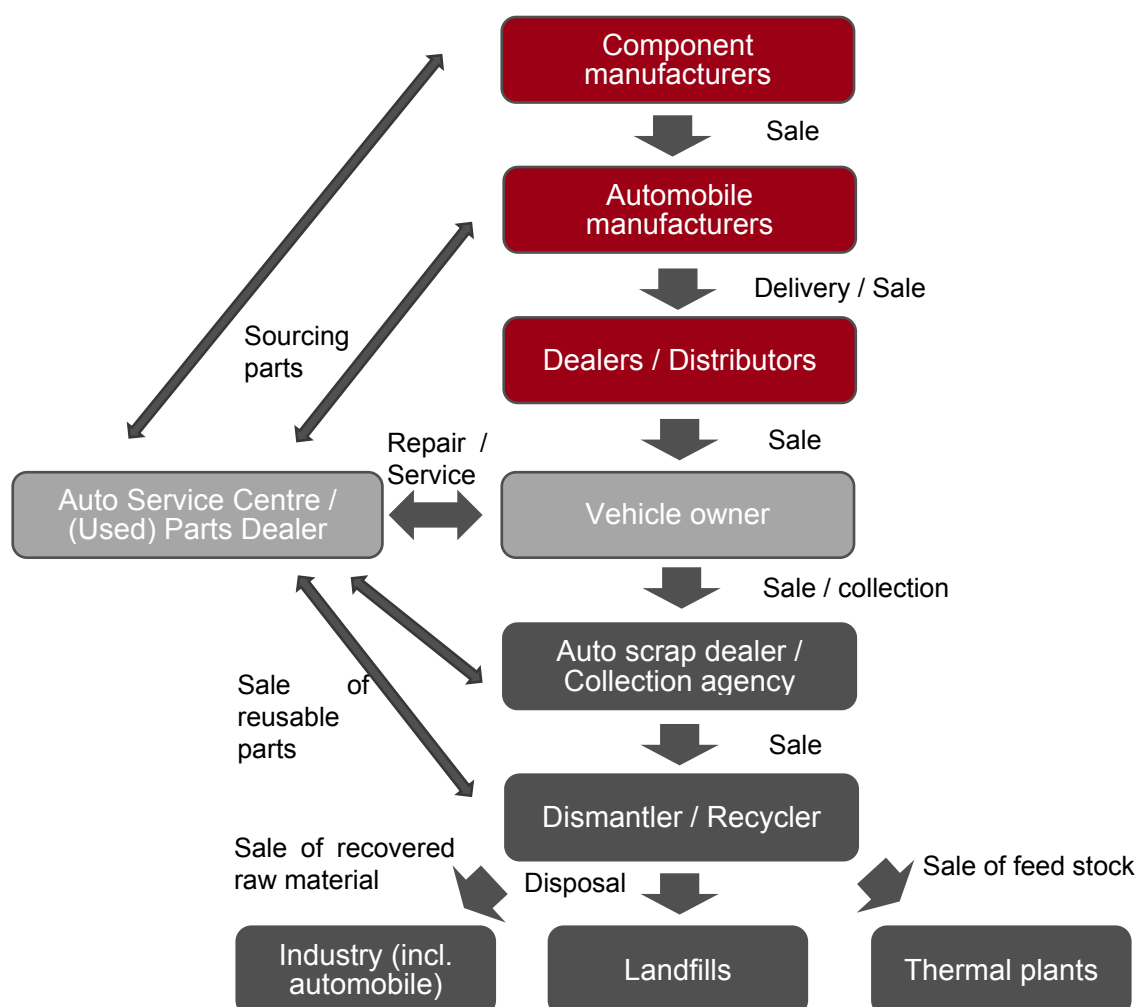 Component
manufacturers
Sale
Automobile
manufacturers
Delivery / Sale
Sourcing
parts
Dealers / Distributors
Sale
Repair /
Service
Auto Service Centre /
(Used) Parts Dealer
Vehicle owner
Sale / collection
Auto scrap dealer /
Collection agency
Sale of
reusable
parts
Sale
Dismantler / Recycler
Sale of recovered
raw material
Disposal
Sale of feed stock
Industry (incl.
automobile)
Landfills
Thermal plants